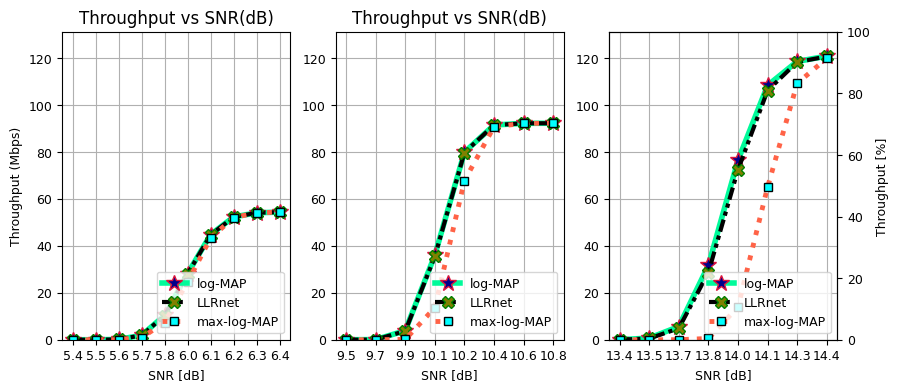 Throughput vs SNR(dB)
Throughput vs SNR(dB)
Throughput (Mbps)
120
100
80
60
40
20
0
5.4 5.5 5.6 5.7 5.8 6.0 6.1 6.2 6.3 6.4
SNR [dB]
log-MAP
LLRnet
max-log-MAP
120
100
80
60
40
20
0
9.5 9.7 9.9 10.1 10.2 10.4 10.6 10.8
SNR [dB]
log-MAP
LLRnet
max-log-MAP
120
100
80
60
40
20
0
13.4 13.5 13.7 13.8 14.0 14.1 14.3 14.4
SNR [dB]
log-MAP
LLRnet
max-log-MAP
100
80
60
40
20
0
Throughput [%]